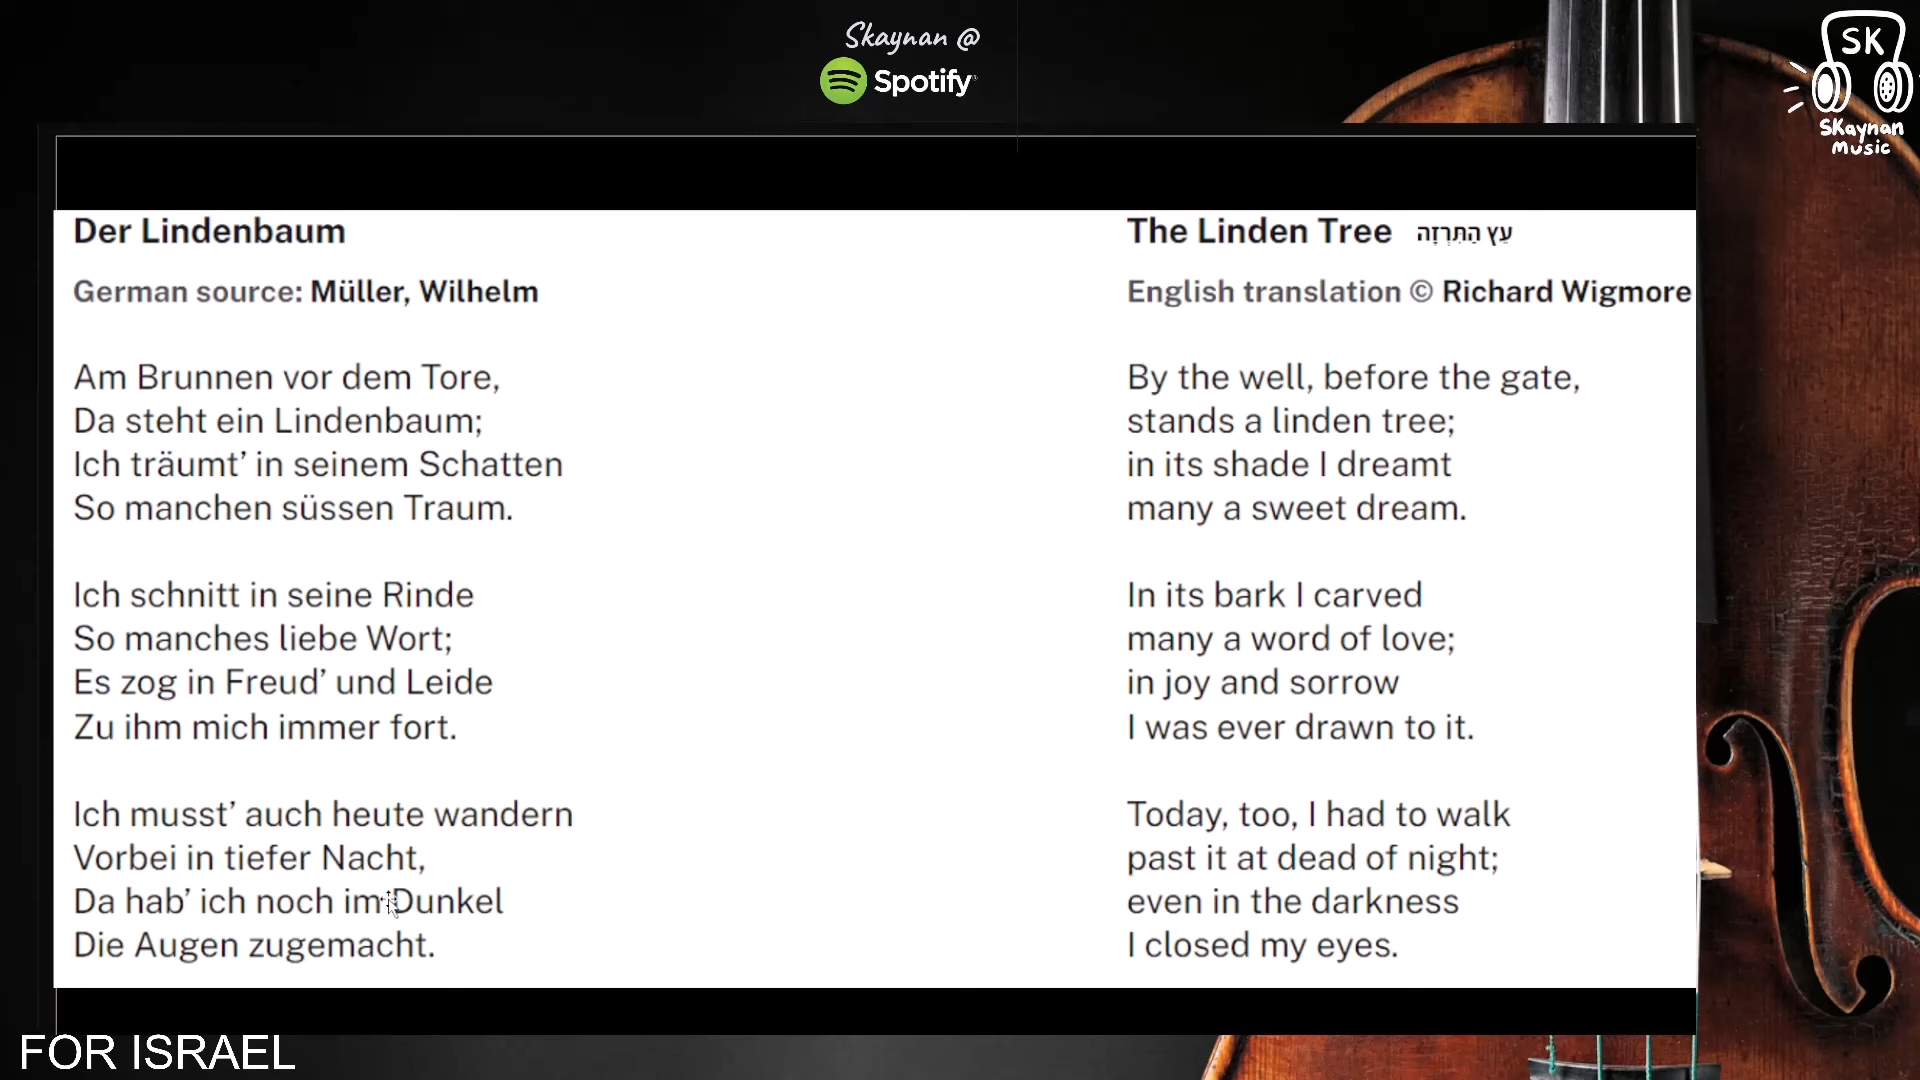 Skaynan @
Spotify
SK
SKaynan
Music
Der Lindenbaum
German source: Müller, Wilhelm
Am Brunnen vor dem Tore,
Da steht ein Lindenbaum;
Ich träumt’ in seinem Schatten
So manchen süssen Traum.
Ich schnitt in seine Rinde
So manches liebe Wort;
Es zog in Freud’ und Leide
Zu ihm mich immer fort.
Ich musst’ auch heute wandern
Vorbei in tiefer Nacht,
Da hab’ ich noch im Dunkel
Die Augen zugemacht.
The Linden Tree עֵץ הַתִּרְזָה
English translation © Richard Wigmore
By the well, before the gate,
stands a linden tree;
in its shade I dreamt
many a sweet dream.
In its bark I carved
many a word of love;
in joy and sorrow
I was ever drawn to it.
Today, too, I had to walk
past it at dead of night;
even in the darkness
I closed my eyes.
FOR ISRAEL